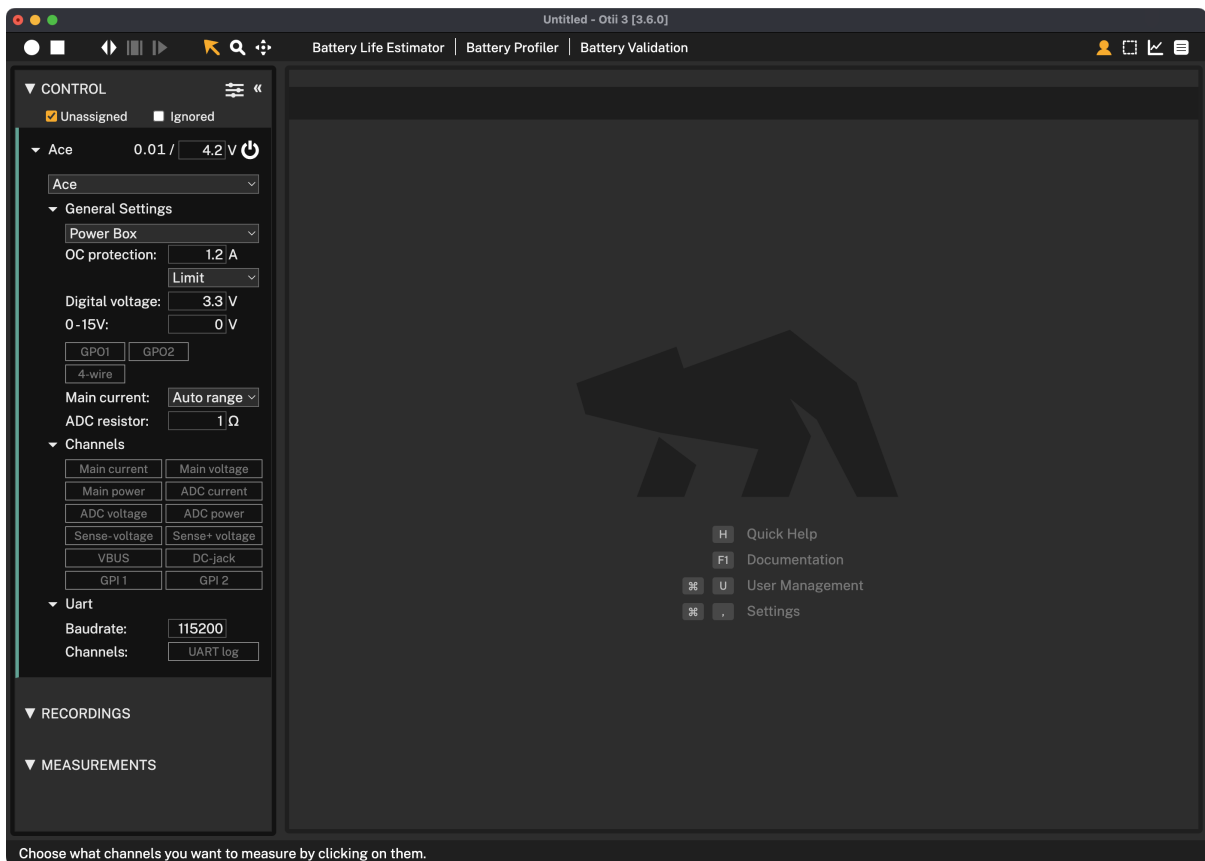 Untitled - Otii 3 [3.6.0]
Battery Life Estimator Battery Profiler Battery Validation
CONTROL
Unassigned Ignored
Ace 0.01 / 4.2 V
Ace
General Settings
Power Box
OC protection: 1.2 A
Limit
Digital voltage: 3.3 V
0-15V: 0 V
GPO1 GPO2
4-wire
Main current: Auto range
ADC resistor: 1 Ω
Channels
Main current Main voltage
Main power ADC current
ADC voltage ADC power
Sense-voltage Sense+ voltage
VBUS DC-jack
GPI 1 GPI 2
Uart
Baudrate: 115200
Channels: UART log
RECORDINGS
MEASUREMENTS
H Quick Help
F1 Documentation
⌘ U User Management
⌘ , Settings
Choose what channels you want to measure by clicking on them.